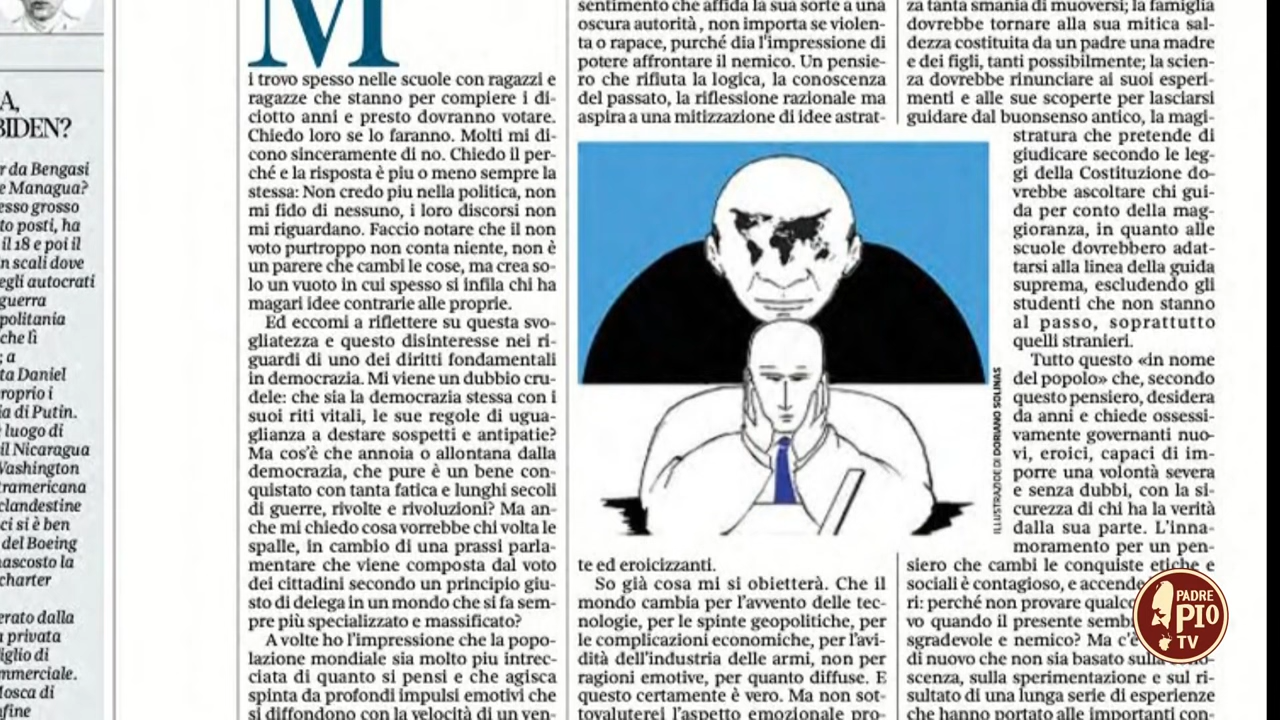 A,
BIDEN?
r da Bengasi
e Managua?
esso grosso
to posti, ha
il 18 e poi il
in scali dove
egli autocrati
guerra
politania
che lì
; a
ta Daniel
roprio i
ia di Putin.
luogo di
il Nicaragua
Washington
tramericana
clandestine
ci si è ben
del Boeing
nascosto la
charter
erato dalla
a privata
iglio di
mmerciale.
Mosca di
nfine
M
i trovo spesso nelle scuole con ragazzi e
ragazze che stanno per compiere i di-
ciotto anni e presto dovranno votare.
Chiedo loro se lo faranno. Molti mi di-
cono sinceramente di no. Chiedo il per-
ché e la risposta è piu o meno sempre la
stessa: Non credo piu nella politica, non
mi fido di nessuno, i loro discorsi non
mi riguardano. Faccio notare che il non
voto purtroppo non conta niente, non è
un parere che cambi le cose, ma crea so-
lo un vuoto in cui spesso si infila chi ha
magari idee contrarie alle proprie.
Ed eccomi a riflettere su questa svo-
gliatezza e questo disinteresse nei ri-
guardi di uno dei diritti fondamentali
in democrazia. Mi viene un dubbio cru-
dele: che sia la democrazia stessa con i
suoi riti vitali, le sue regole di ugua-
glianza a destare sospetti e antipatie?
Ma cos'è che annoia o allontana dalla
democrazia, che pure è un bene con-
quistato con tanta fatica e lunghi secoli
di guerre, rivolte e rivoluzioni? Ma an-
che mi chiedo cosa vorrebbe chi volta le
spalle, in cambio di una prassi parla-
mentare che viene composta dal voto
dei cittadini secondo un principio giu-
sto di delega in un mondo che si fa sem-
pre più specializzato e massificato?
A volte ho l'impressione che la popo-
lazione mondiale sia molto piu intrec-
ciata di quanto si pensi e che agisca
spinta da profondi impulsi emotivi che
si diffondono con la velocità di un ven-
sentimento che affida la sua sorte a una
oscura autorità , non importa se violen-
ta o rapace, purché dia l'impressione di
potere affrontare il nemico. Un pensie-
ro che rifiuta la logica, la conoscenza
del passato, la riflessione razionale ma
aspira a una mitizzazione di idee astrat-
ILLUSTRAZIONE DI DORIANO SOLINAS
te ed eroicizzanti.
So già cosa mi si obietterà. Che il
mondo cambia per l'avvento delle tec-
nologie, per le spinte geopolitiche, per
le complicazioni economiche, per l'avi-
dità dell'industria delle armi, non per
ragioni emotive, per quanto diffuse. E
questo certamente è vero. Ma non sot-
tovaluterei l'aspetto emozionale pro-
za tanta smania di muoversi; la famiglia
dovrebbe tornare alla sua mitica sal-
dezza costituita da un padre una madre
e dei figli, tanti possibilmente; la scien-
za dovrebbe rinunciare ai suoi esperi-
menti e alle sue scoperte per lasciarsi
guidare dal buonsenso antico, la magi-
stratura che pretende di
giudicare secondo le leg-
gi della Costituzione do-
vrebbe ascoltare chi gui-
da per conto della mag-
gioranza, in quanto alle
scuole dovrebbero adat-
tarsi alla linea della guida
suprema, escludendo gli
studenti che non stanno
al passo, soprattutto
quelli stranieri.
Tutto questo «in nome
del popolo» che, secondo
questo pensiero, desidera
da anni e chiede ossessi-
vamente governanti nuo-
vi, eroici, capaci di im-
porre una volontà severa
e senza dubbi, con la si-
curezza di chi ha la verità
dalla sua parte. L'inna-
moramento per un pen-
siero che cambi le conquiste etiche e
sociali è contagioso, e accende
ri: perché non provare qualco
vo quando il presente semb
sgradevole e nemico? Ma c'è
di nuovo che non sia basato sulla
scenza, sulla sperimentazione e sul ri-
sultato di una lunga serie di esperienze
che hanno portato alle importanti con-
PADRE
PIO
TV